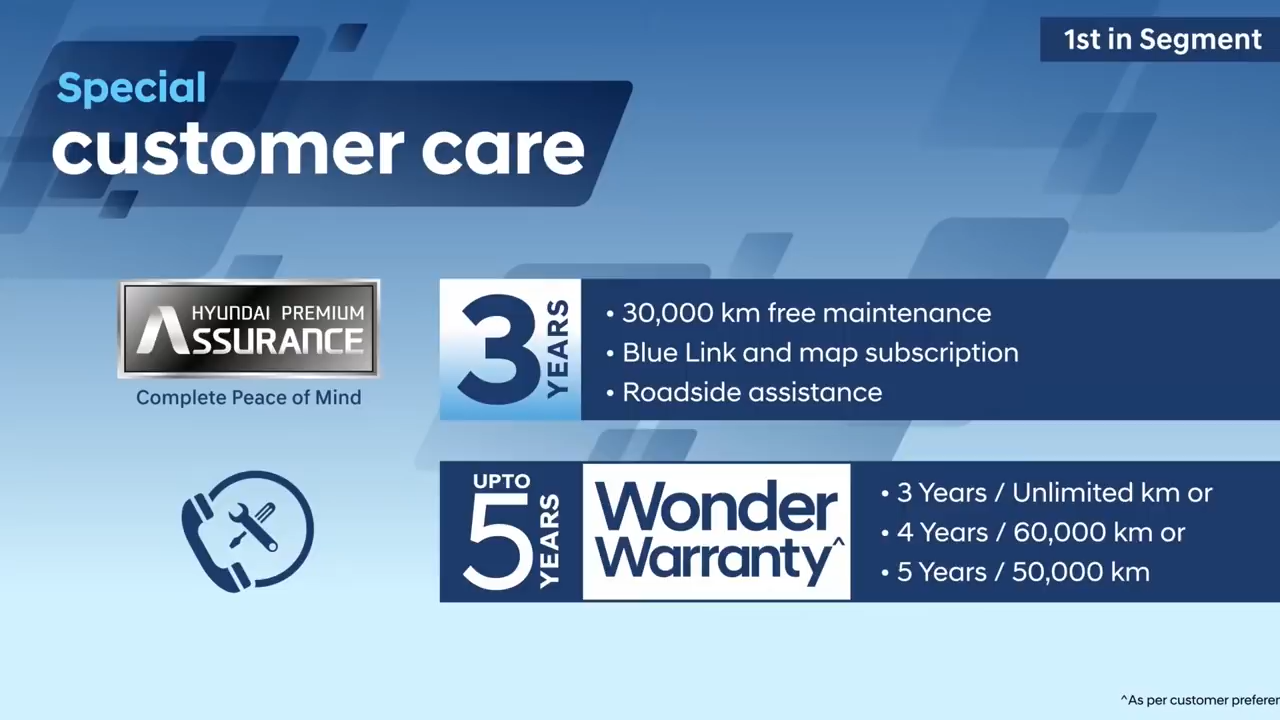 1st in Segment
Special
customer care
HYUNDAI PREMIUM
ASSURANCE
Complete Peace of Mind
3 YEARS
• 30,000 km free maintenance
• Blue Link and map subscription
• Roadside assistance
UPTO
5 YEARS
Wonder
Warranty^
• 3 Years / Unlimited km or
• 4 Years / 60,000 km or
• 5 Years / 50,000 km
^As per customer